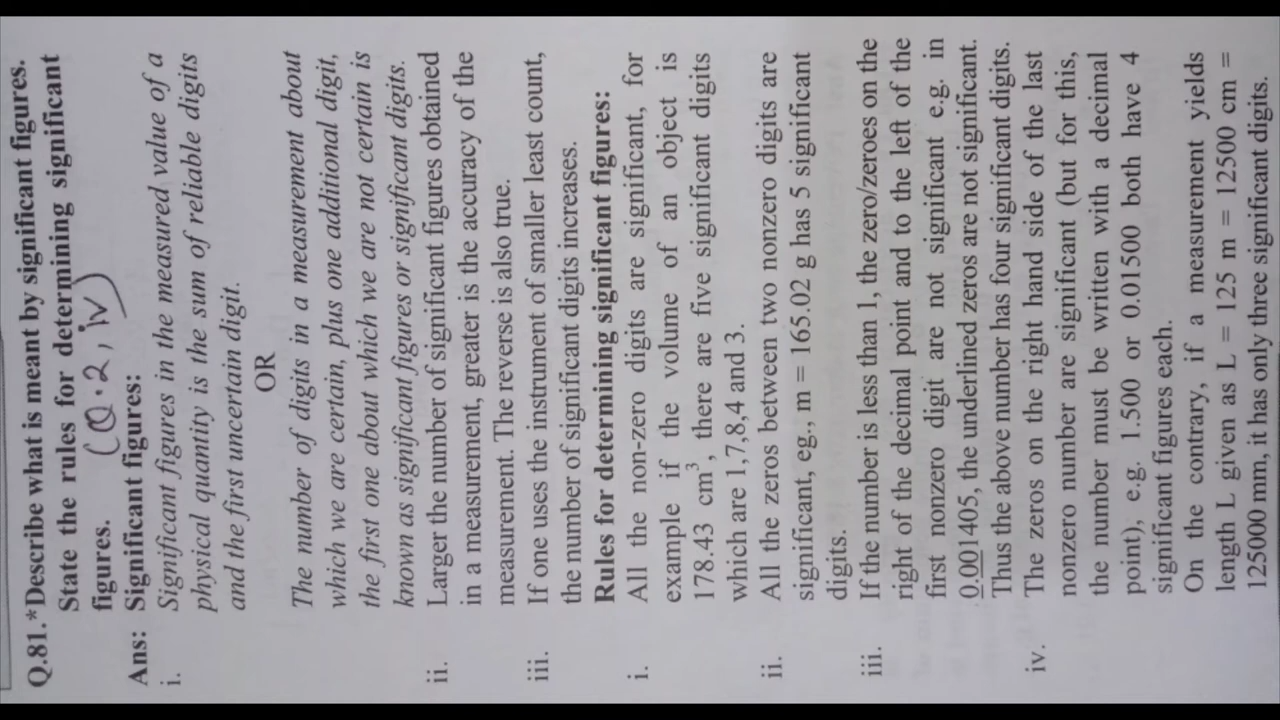 Q.81.*Describe what is meant by significant figures.
State the rules for determining significant
figures. (Q.2, iv)
Ans: Significant figures:
i. Significant figures in the measured value of a
physical quantity is the sum of reliable digits
and the first uncertain digit.
OR
The number of digits in a measurement about
which we are certain, plus one additional digit,
the first one about which we are not certain is
known as significant figures or significant digits.
ii. Larger the number of significant figures obtained
in a measurement, greater is the accuracy of the
measurement. The reverse is also true.
iii. If one uses the instrument of smaller least count,
the number of significant digits increases.
Rules for determining significant figures:
i. All the non-zero digits are significant, for
example if the volume of an object is
178.43 cm³, there are five significant digits
which are 1,7,8,4 and 3.
ii. All the zeros between two nonzero digits are
significant, eg., m = 165.02 g has 5 significant
digits.
iii. If the number is less than 1, the zero/zeroes on the
right of the decimal point and to the left of the
first nonzero digit are not significant e.g. in
0.001405, the underlined zeros are not significant.
Thus the above number has four significant digits.
iv. The zeros on the right hand side of the last
nonzero number are significant (but for this,
the number must be written with a decimal
point), e.g. 1.500 or 0.01500 both have 4
significant figures each.
On the contrary, if a measurement yields
length L given as L = 125 m = 12500 cm =
125000 mm, it has only three significant digits.